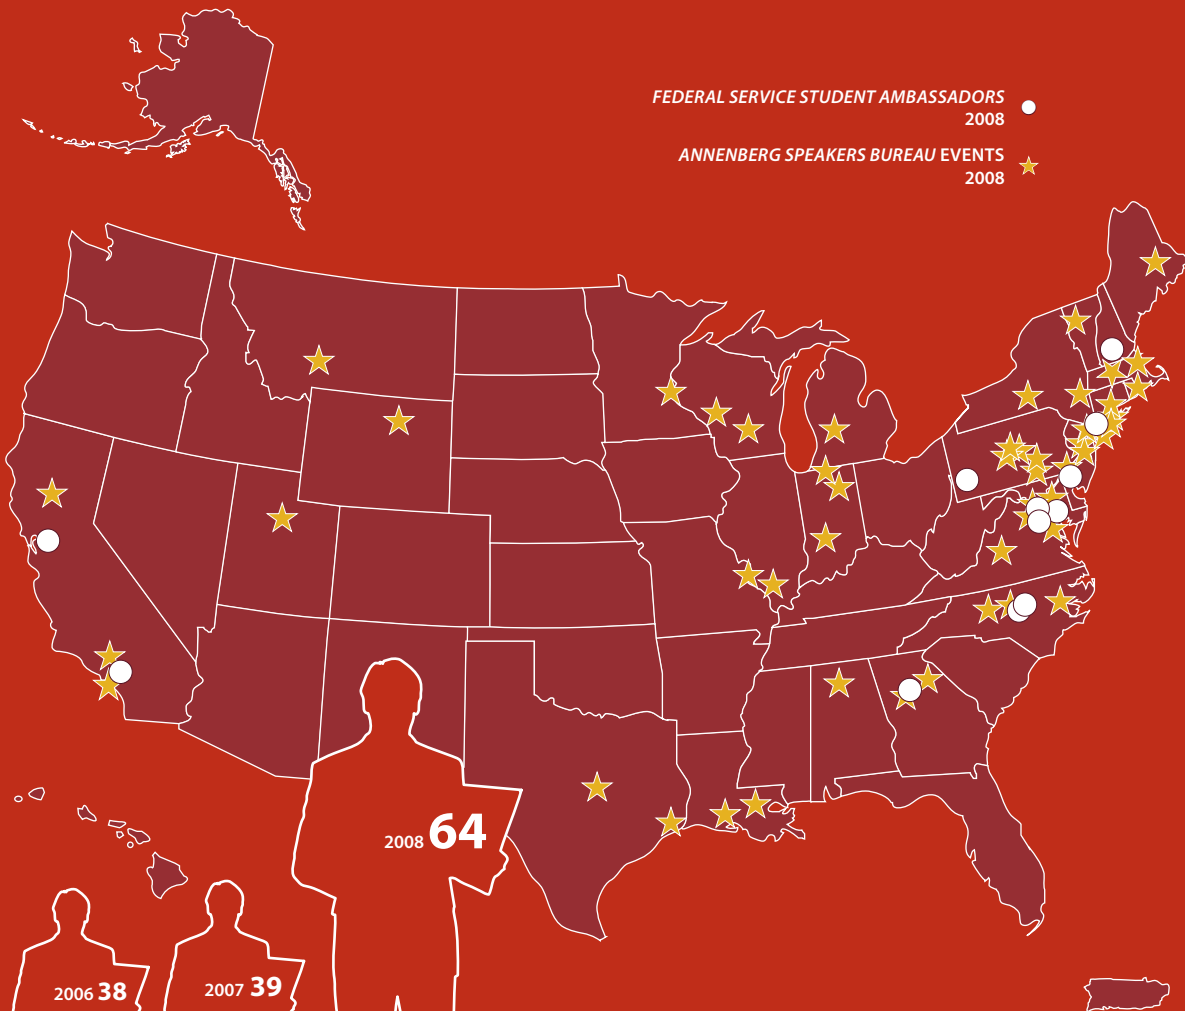 FEDERAL SERVICE STUDENT AMBASSADORS
2008
ANNENBERG SPEAKERS BUREAU EVENTS
2008
2008 64
2006 38
2007 39